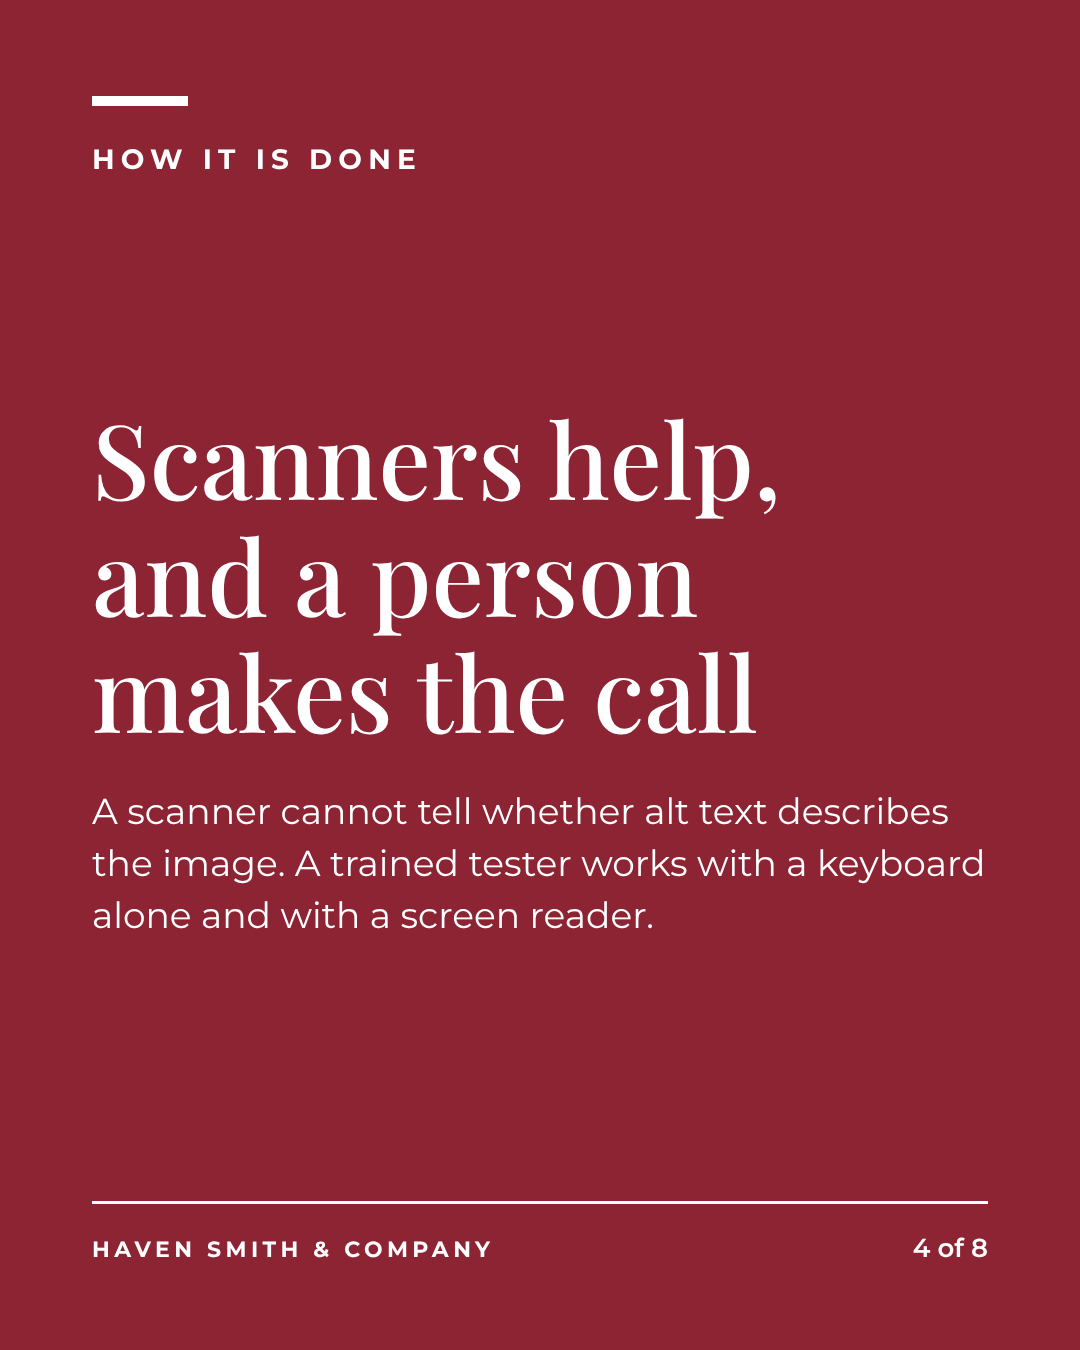 HOW IT IS DONE
Scanners help,
and a person
makes the call
A scanner cannot tell whether alt text describes
the image. A trained tester works with a keyboard
alone and with a screen reader.
HAVEN SMITH & COMPANY
4 of 8